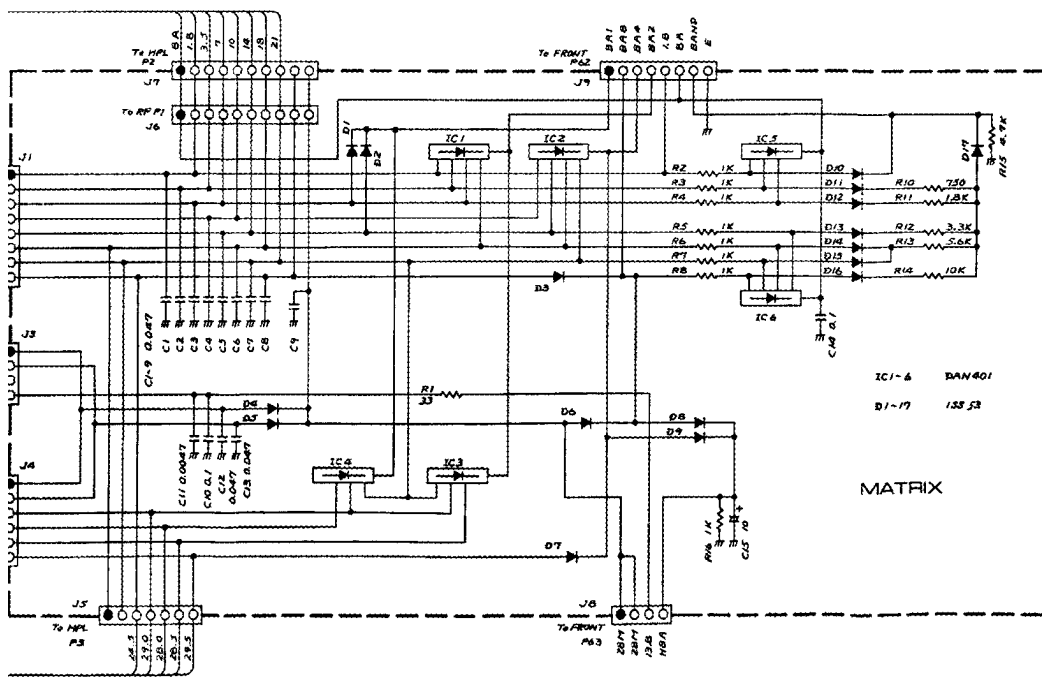 8A
1.8
3.5
7
10
14
18
21
To MPL
P2
J7
To RF P1
J6
To FRONT
P62
J9
BA1
BA8
BA4
BA2
1.8
8A
BAND
E
D1
D2
IC1
IC2
IC5
D17
R15 4.7K
J1
R2
1K
D10
R3
1K
D11
R10
750
R4
1K
D12
R11
1.8K
R5
1K
D13
R12
3.3K
R6
1K
D14
R13
5.6K
R7
1K
D15
R8
1K
D16
R14
10K
D3
IC6
C1~9 0.047
C1
C2
C3
C4
C5
C6
C7
C8
C9
C14 0.1
J3
IC1~6 DAN401
D1~17 1SS53
R1
33
D4
D5
D6
D8
D9
C11 0.0047
C10 0.1
C12
0.047
C13 0.047
J4
IC4
IC3
MATRIX
R16 1K
+
C15 10
D7
J5
To MPL
P3
24.5
29.0
28.0
28.5
29.5
J8
To FRONT
P63
28M
28M
13.8